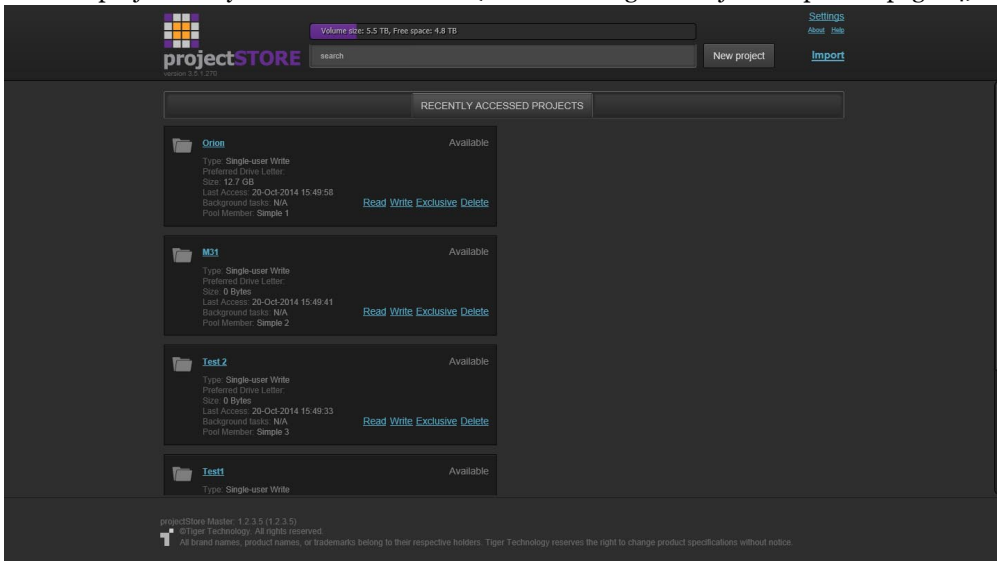 Settings
About Help
Volume size: 5.5 TB, Free space: 4.8 TB
projectSTORE
search
New project
Import
version 3.5.1.270
RECENTLY ACCESSED PROJECTS
Orion
Available
Type: Single-user Write
Preferred Drive Letter:
Size: 12.7 GB
Last Access: 20-Oct-2014 15:49:58
Background tasks: N/A
Read Write Exclusive Delete
Pool Member: Simple 1
M31
Available
Type: Single-user Write
Preferred Drive Letter:
Size: 0 Bytes
Last Access: 20-Oct-2014 15:49:41
Background tasks: N/A
Read Write Exclusive Delete
Pool Member: Simple 2
Test 2
Available
Type: Single-user Write
Preferred Drive Letter:
Size: 0 Bytes
Last Access: 20-Oct-2014 15:49:33
Background tasks: N/A
Read Write Exclusive Delete
Pool Member: Simple 3
Test1
Available
Type: Single-user Write
projectStore Master: 1.2.3.5 (1.2.3.5)
©Tiger Technology. All rights reserved.
All brand names, product names, or trademarks belong to their respective holders. Tiger Technology reserves the right to change product specifications without notice.